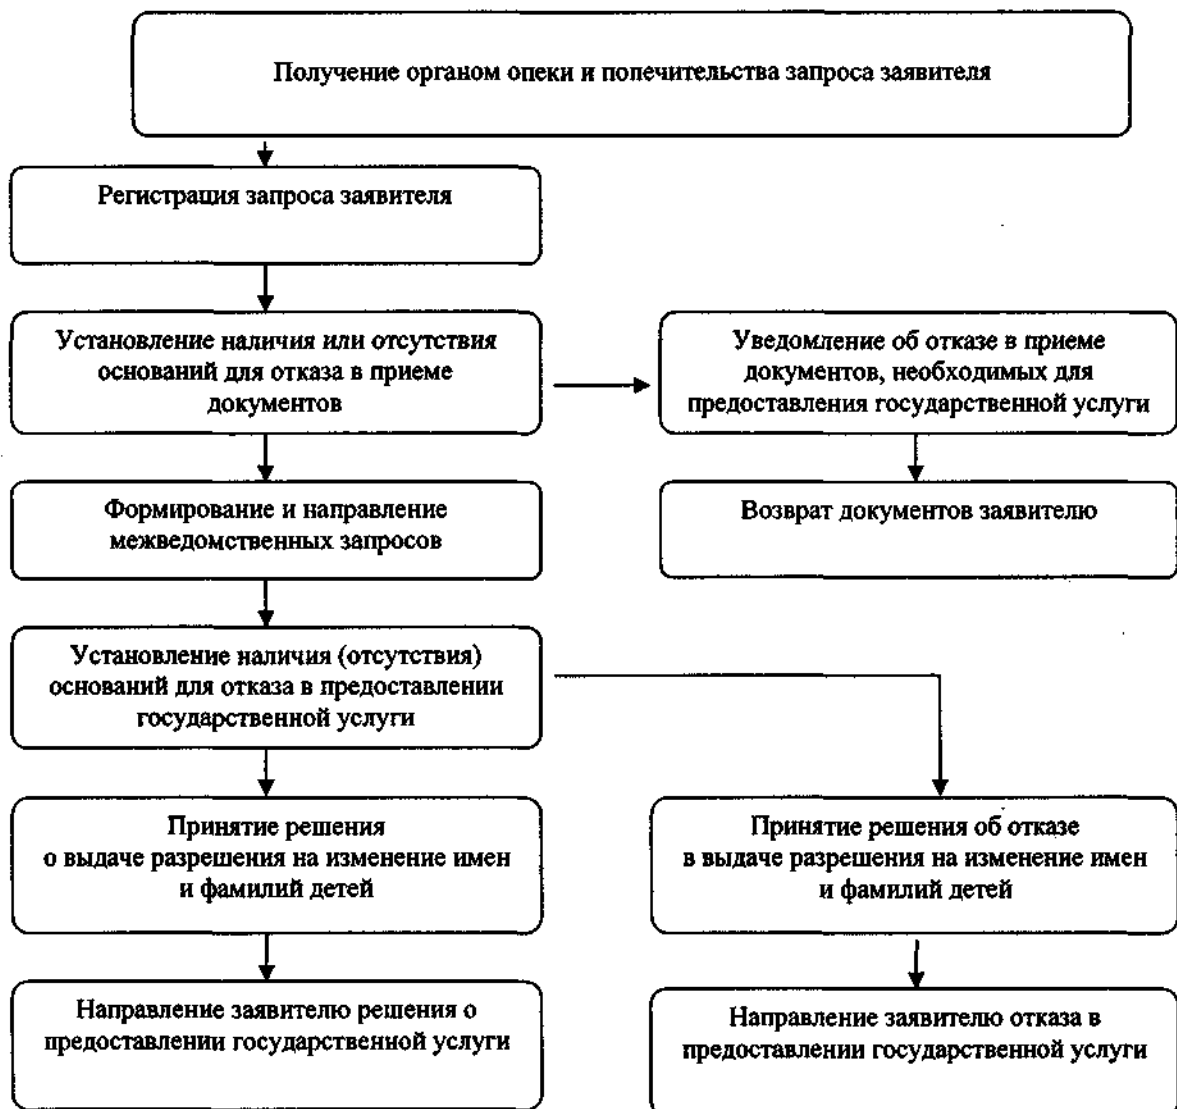 Получение органом опеки и попечительства запроса заявителя
Регистрация запроса заявителя
Установление наличия или отсутствия
оснований для отказа в приеме
документов
Уведомление об отказе в приеме
документов, необходимых для
предоставления государственной услуги
Формирование и направление
межведомственных запросов
Возврат документов заявителю
Установление наличия (отсутствия)
оснований для отказа в предоставлении
государственной услуги
Принятие решения
о выдаче разрешения на изменение имен
и фамилий детей
Принятие решения об отказе
в выдаче разрешения на изменение имен
и фамилий детей
Направление заявителю решения о
предоставлении государственной услуги
Направление заявителю отказа в
предоставлении государственной услуги